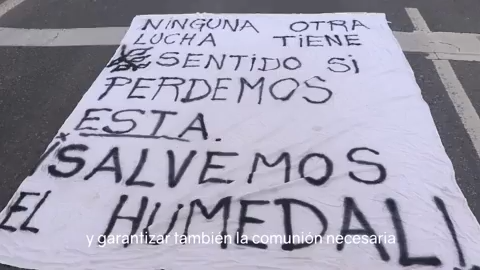 NINGUNA OTRA
LUCHA TIENE
SENTIDO SI
PERDEMOS
ESTA.
¡SALVEMOS
EL HUMEDAL!
y garantizar también la comunión necesaria